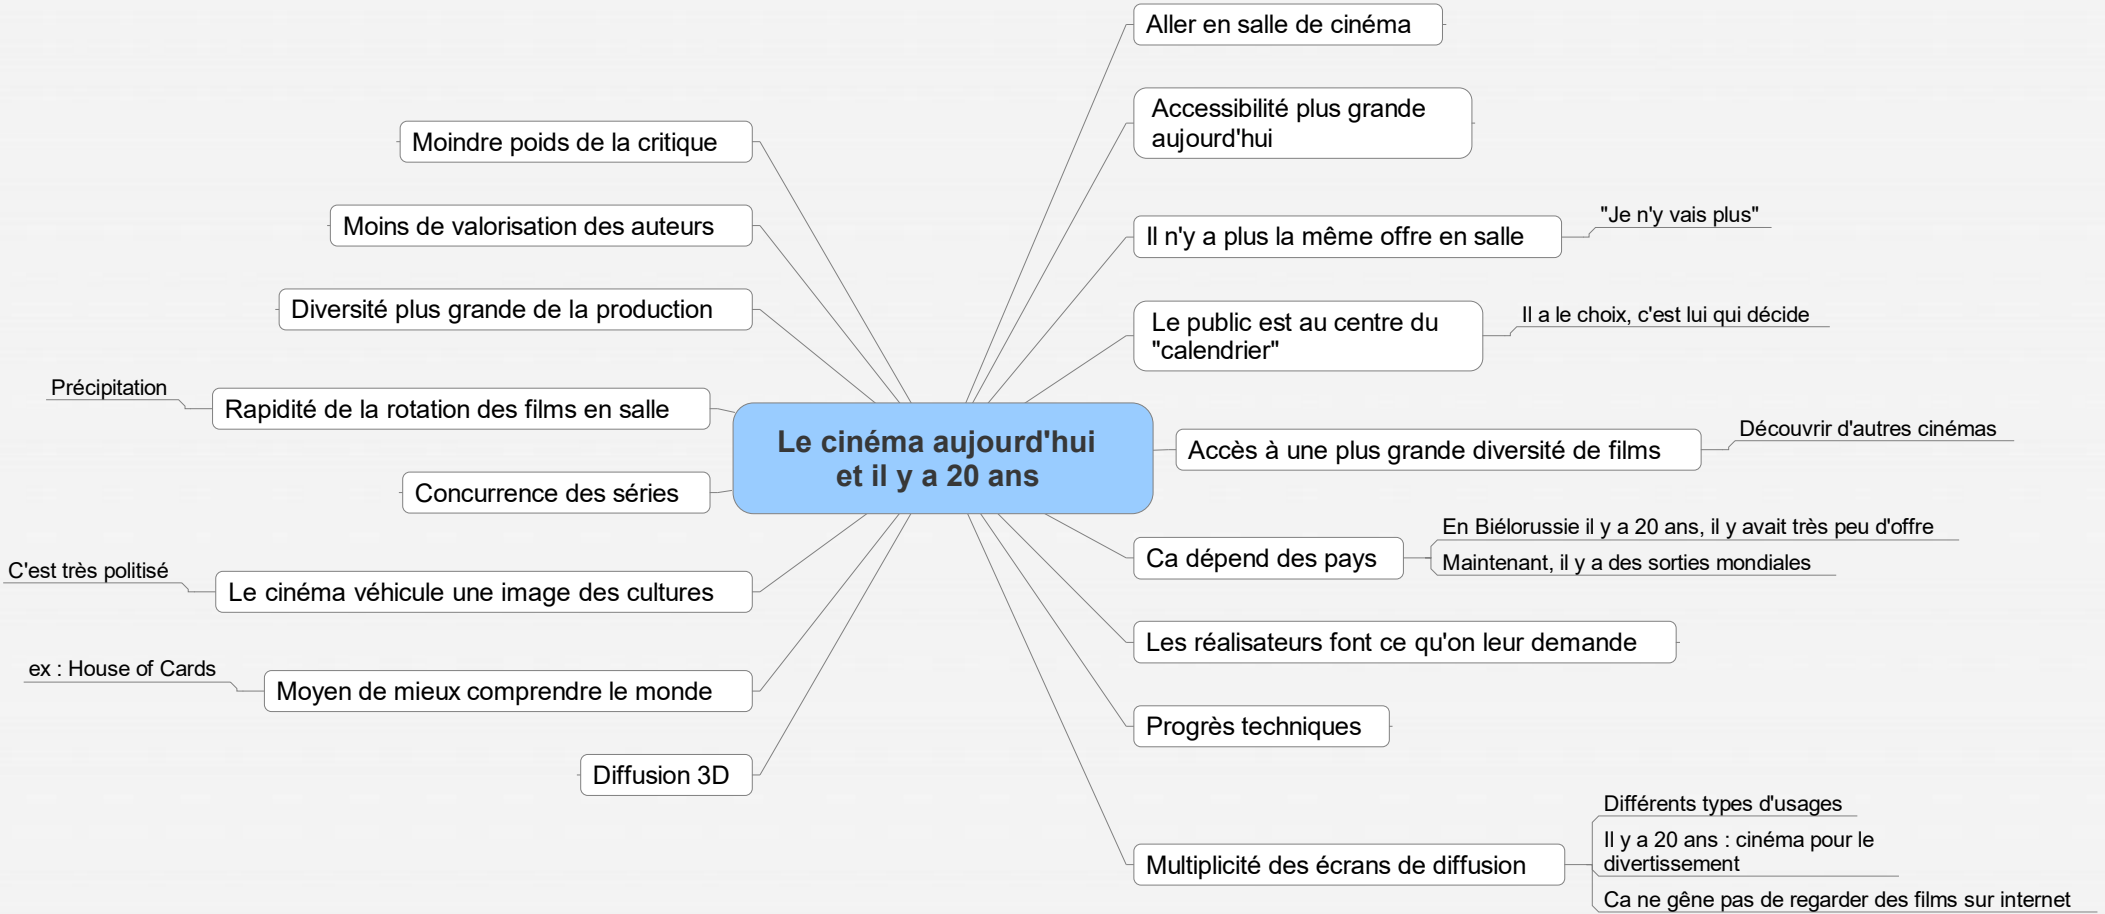 Le cinéma aujourd'hui
et il y a 20 ans
Aller en salle de cinéma
Accessibilité plus grande
aujourd'hui
Il n'y a plus la même offre en salle
"Je n'y vais plus"
Le public est au centre du
"calendrier"
Il a le choix, c'est lui qui décide
Accès à une plus grande diversité de films
Découvrir d'autres cinémas
Ca dépend des pays
En Biélorussie il y a 20 ans, il y avait très peu d'offre
Maintenant, il y a des sorties mondiales
Les réalisateurs font ce qu'on leur demande
Progrès techniques
Multiplicité des écrans de diffusion
Différents types d'usages
Il y a 20 ans : cinéma pour le
divertissement
Ca ne gêne pas de regarder des films sur internet
Moindre poids de la critique
Moins de valorisation des auteurs
Diversité plus grande de la production
Rapidité de la rotation des films en salle
Précipitation
Concurrence des séries
Le cinéma véhicule une image des cultures
C'est très politisé
Moyen de mieux comprendre le monde
ex : House of Cards
Diffusion 3D